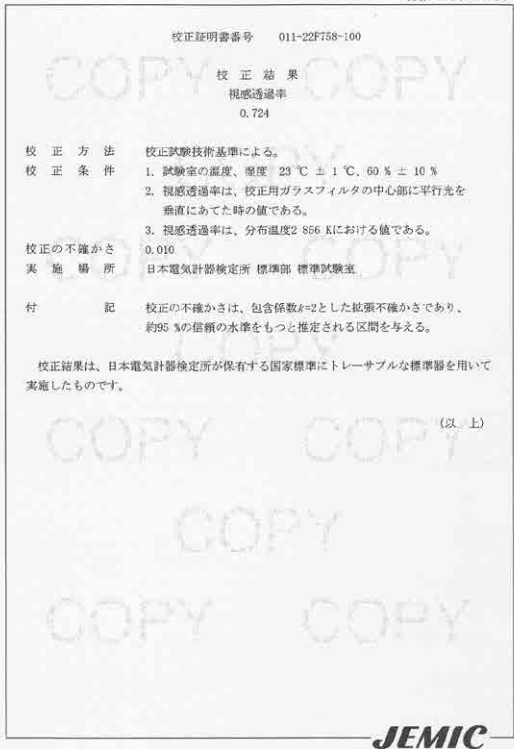 校正証明書番号 011-22F758-100
校 正 結 果
視感透過率
0.724
校 正 方 法 校正試験技術基準による。
校 正 条 件 1. 試験室の温度、湿度 23 ℃ ± 1 ℃, 60 % ± 10 %
2. 視感透過率は、校正用ガラスフィルタの中心部に平行光を
垂直にあてた時の値である。
3. 視感透過率は、分布温度2 856 Kにおける値である。
校正の不確かさ 0.010
実 施 場 所 日本電気計器検定所 標準部 標準試験室
付 記 校正の不確かさは、包含係数k=2とした拡張不確かさであり、
約95 %の信頼の水準をもつと推定される区間を与える。
校正結果は、日本電気計器検定所が保有する国家標準にトレーサブルな標準器を用いて
実施したものです。
(以 上)
COPY COPY
COPY
COPY COPY
COPY
COPY COPY
COPY
COPY COPY
JEMIC